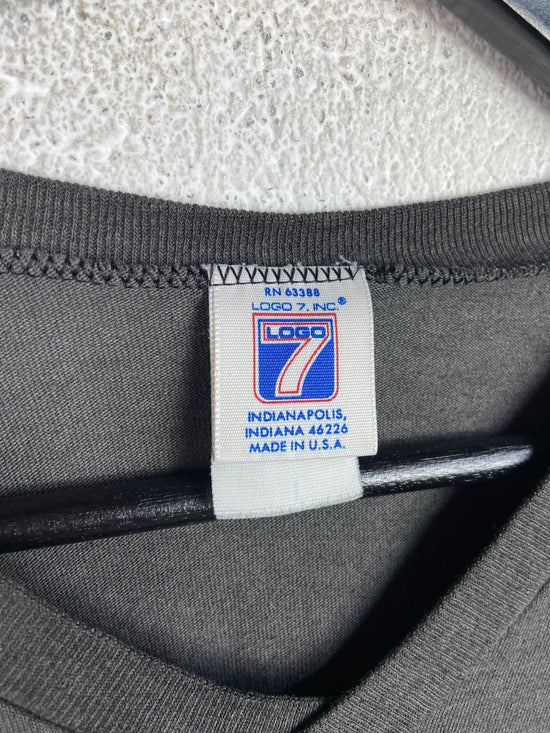 RN 63388
LOGO 7, INC.®
LOGO
7
INDIANAPOLIS,
INDIANA 46226
MADE IN U.S.A.